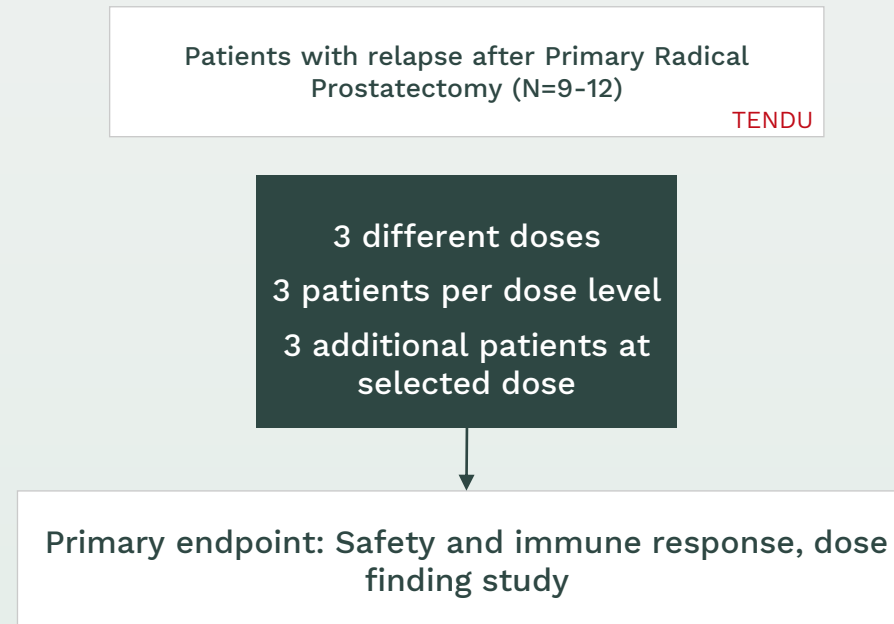 Patients with relapse after Primary Radical
Prostatectomy (N=9-12)
TENDU
3 different doses
3 patients per dose level
3 additional patients at
selected dose
Primary endpoint: Safety and immune response, dose
finding study